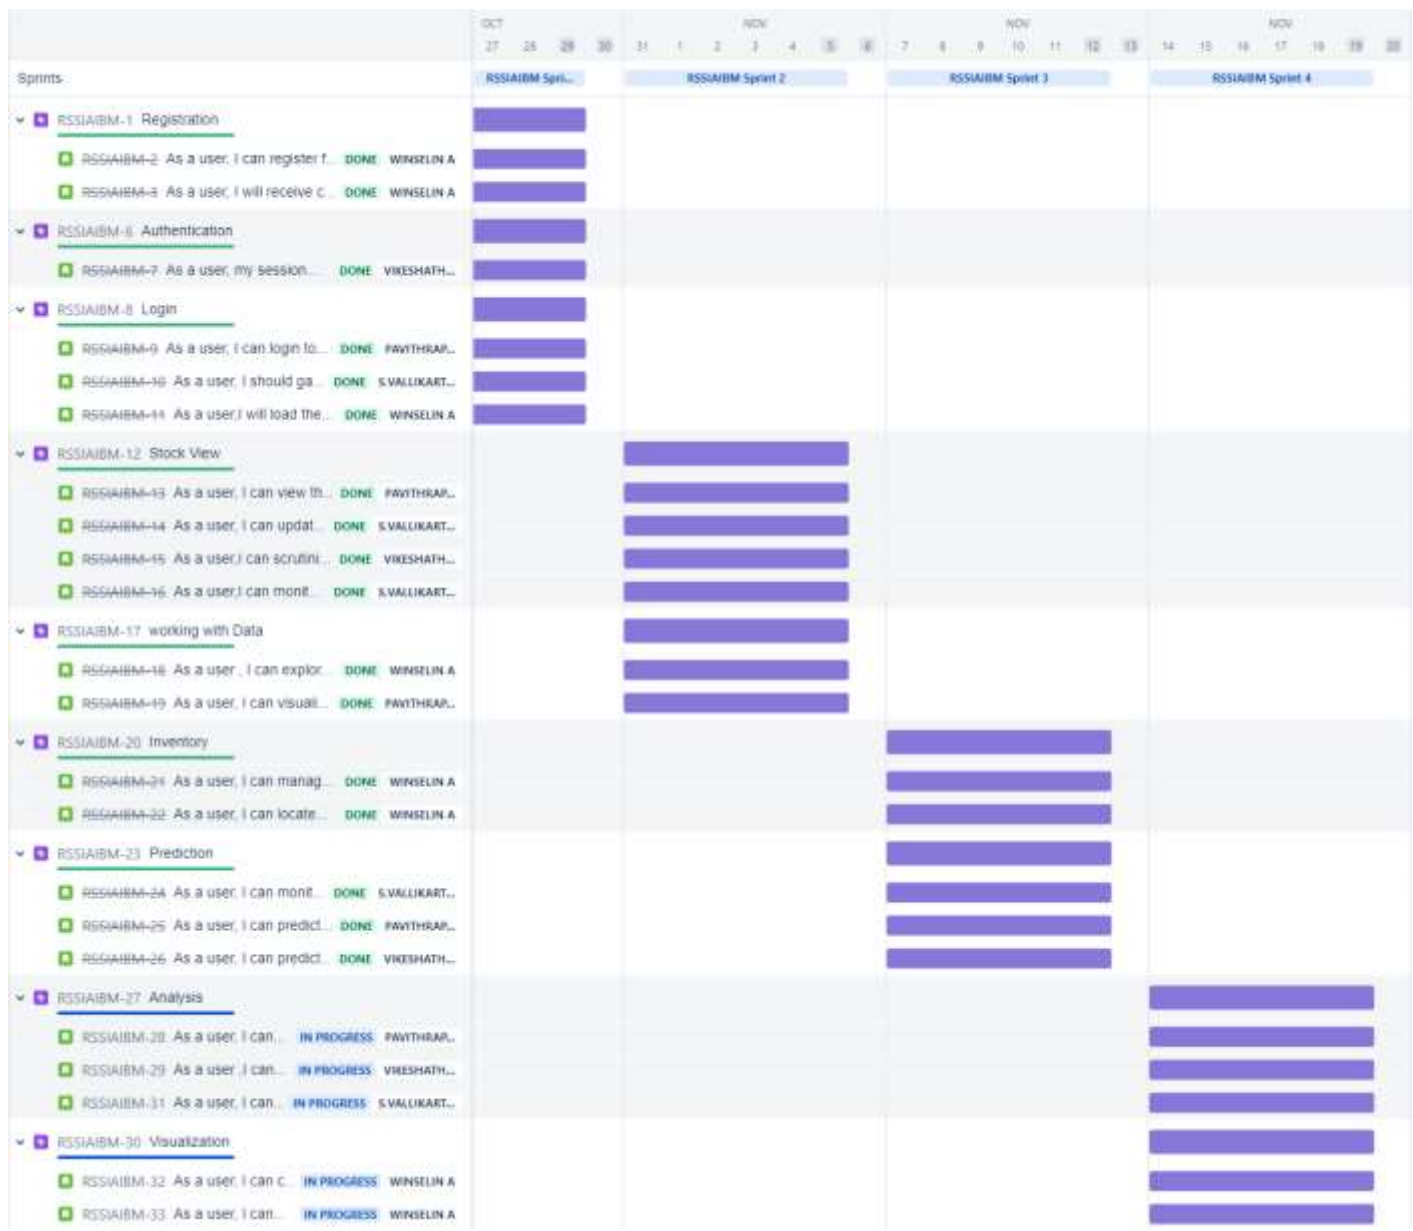 OCT NOV NOV NOV
27 28 29 30 31 1 2 3 4 5 6 7 8 9 10 11 12 13 14 15 16 17 18 19 20
Sprints RSSIAIBM Spri... RSSIAIBM Sprint 2 RSSIAIBM Sprint 3 RSSIAIBM Sprint 4
RSSIAIBM-1 Registration
RSSIAIBM-2 As a user, I can register f... DONE WINSELIN A
RSSIAIBM-3 As a user, I will receive c... DONE WINSELIN A
RSSIAIBM-6 Authentication
RSSIAIBM-7 As a user, my session... DONE VIKESHATH...
RSSIAIBM-8 Login
RSSIAIBM-9 As a user, I can login to... DONE PAVITHRAP...
RSSIAIBM-10 As a user, I should ga... DONE S.VALLIKART...
RSSIAIBM-11 As a user,I will load the... DONE WINSELIN A
RSSIAIBM-12 Stock View
RSSIAIBM-13 As a user, I can view th... DONE PAVITHRAP...
RSSIAIBM-14 As a user, I can updat... DONE S.VALLIKART...
RSSIAIBM-15 As a user,I can scrutini... DONE VIKESHATH...
RSSIAIBM-16 As a user,I can monit... DONE S.VALLIKART...
RSSIAIBM-17 working with Data
RSSIAIBM-18 As a user , I can explor... DONE WINSELIN A
RSSIAIBM-19 As a user, I can visuali... DONE PAVITHRAP...
RSSIAIBM-20 Inventory
RSSIAIBM-21 As a user, I can manag... DONE WINSELIN A
RSSIAIBM-22 As a user, I can locate... DONE WINSELIN A
RSSIAIBM-23 Prediction
RSSIAIBM-24 As a user, I can monit... DONE S.VALLIKART...
RSSIAIBM-25 As a user, I can predict... DONE PAVITHRAP...
RSSIAIBM-26 As a user, I can predict... DONE VIKESHATH...
RSSIAIBM-27 Analysis
RSSIAIBM-28 As a user, I can... IN PROGRESS PAVITHRAP...
RSSIAIBM-29 As a user ,I can... IN PROGRESS VIKESHATH...
RSSIAIBM-31 As a user, I can... IN PROGRESS S.VALLIKART...
RSSIAIBM-30 Visualization
RSSIAIBM-32 As a user, I can c... IN PROGRESS WINSELIN A
RSSIAIBM-33 As a user, I can... IN PROGRESS WINSELIN A